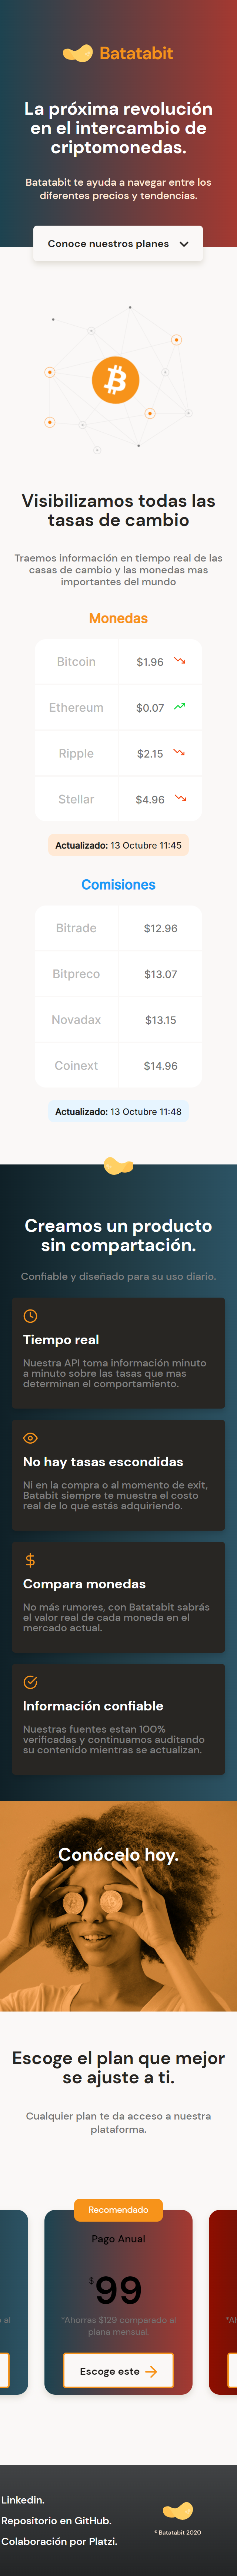 Batatabit
La próxima revolución
en el intercambio de
criptomonedas.
Batatabit te ayuda a navegar entre los
diferentes precios y tendencias.
Conoce nuestros planes
Visibilizamos todas las
tasas de cambio
Traemos información en tiempo real de las
casas de cambio y las monedas mas
importantes del mundo
Monedas
Bitcoin $1.96
Ethereum $0.07
Ripple $2.15
Stellar $4.96
Actualizado: 13 Octubre 11:45
Comisiones
Bitrade $12.96
Bitpreco $13.07
Novadax $13.15
Coinext $14.96
Actualizado: 13 Octubre 11:48
Creamos un producto
sin compartación.
Confiable y diseñado para su uso diario.
Tiempo real
Nuestra API toma información minuto
a minuto sobre las tasas que mas
determinan el comportamiento.
No hay tasas escondidas
Ni en la compra o al momento de exit,
Batabit siempre te muestra el costo
real de lo que estás adquiriendo.
Compara monedas
No más rumores, con Batatabit sabrás
el valor real de cada moneda en el
mercado actual.
Información confiable
Nuestras fuentes estan 100%
verificadas y continuamos auditando
su contenido mientras se actualizan.
Conócelo hoy.
Escoge el plan que mejor
se ajuste a ti.
Cualquier plan te da acceso a nuestra
plataforma.
Recomendado
Pago Anual
$99
al
*Ahorras $129 comparado al
plana mensual.
*Al
Escoge este
Linkedin.
Repositorio en GitHub.
Colaboración por Platzi.
* Batatabit 2020